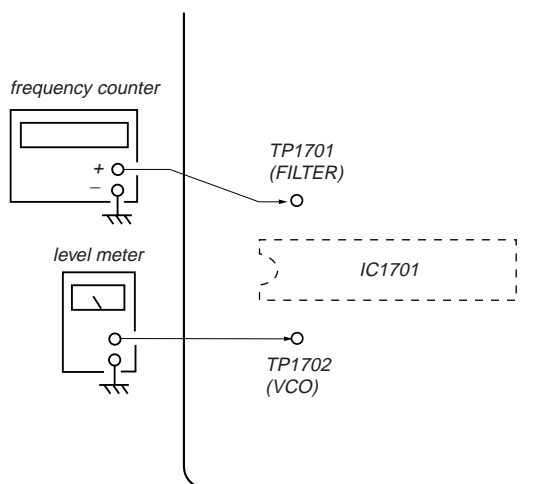 frequency counter
+
–
TP1701
(FILTER)
level meter
IC1701
TP1702
(VCO)